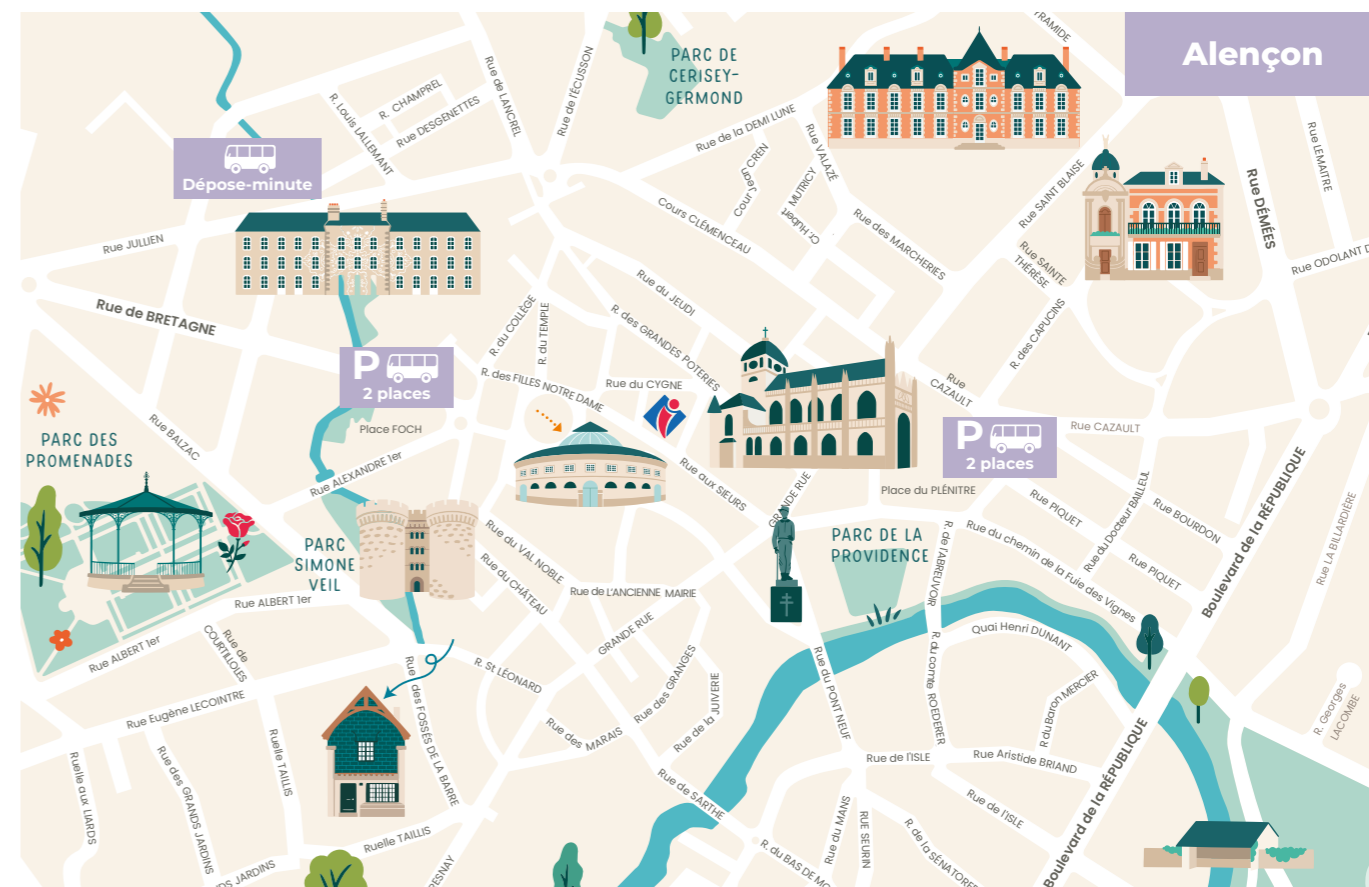 Alençon
PARC DE
CERISEY-
GERMOND
R. CHAMPREL
R. Louis LALLEMANT
Rue DESGENETTES
Rue de LANCREL
Rue de l'ÉCUSSON
Rue de la DEMI LUNE
Rue VALAZÉ
Cour Jean CREN
Cr. Hubert MUTRICY
Cours CLÉMENCEAU
Rue des MARCHERIES
Rue SAINT BLAISE
Rue SAINTE
THÉRÈSE
R. des CAPUCINS
Rue DÉMÉES
Rue LEMAITRE
Rue ODOLANT D
Dépose-minute
Rue JULLIEN
Rue de BRETAGNE
P
2 places
Place FOCH
R. du COLLÈGE
R. du TEMPLE
Rue du JEUDI
R. des GRANDES POTERIES
R. des FILLES NOTRE DAME
Rue du CYGNE
Rue
CAZAULT
Rue CAZAULT
P
2 places
Place du PLÉNITRE
PARC DES
PROMENADES
Rue BALZAC
Rue ALEXANDRE 1er
PARC
SIMONE
VEIL
Rue aux SIEURS
GRANDE RUE
PARC DE LA
PROVIDENCE
R. de l'ABREUVOIR
Rue du chemin de la Fuie des Vignes
Rue PIQUET
Rue du Docteur BAILLEUL
Rue BOURDON
Rue PIQUET
Boulevard de la RÉPUBLIQUE
Rue LA BILLARDIÈRE
Rue du VAL NOBLE
Rue du CHÂTEAU
Rue de L'ANCIENNE MAIRIE
Rue ALBERT 1er
Rue ALBERT 1er
Rue de
COURTILLOLES
GRANDE RUE
R. St LÉONARD
Rue des GRANGES
Rue de la JUIVERIE
Rue des MARAIS
Rue des FOSSES DE LA BARRE
Rue Eugène LECOINTRE
Ruelle TAILLIS
Rue des GRANDS JARDINS
Ruelle aux LIARDS
Ruelle TAILLIS
DS JARDINS
RESNAY
Rue du PONT NEUF
R. du comte ROEDERER
Quai Henri DUNANT
R du Baron MERCIER
Rue de l'ISLE
Rue Aristide BRIAND
Rue de l'ISLE
Boulevard de la RÉPUBLIQUE
R. Georges
LACOMBE
Rue de SARTHE
R. du BAS DE MO
Rue du MANS
RUE SEURIN
R. de la SÉNATORE